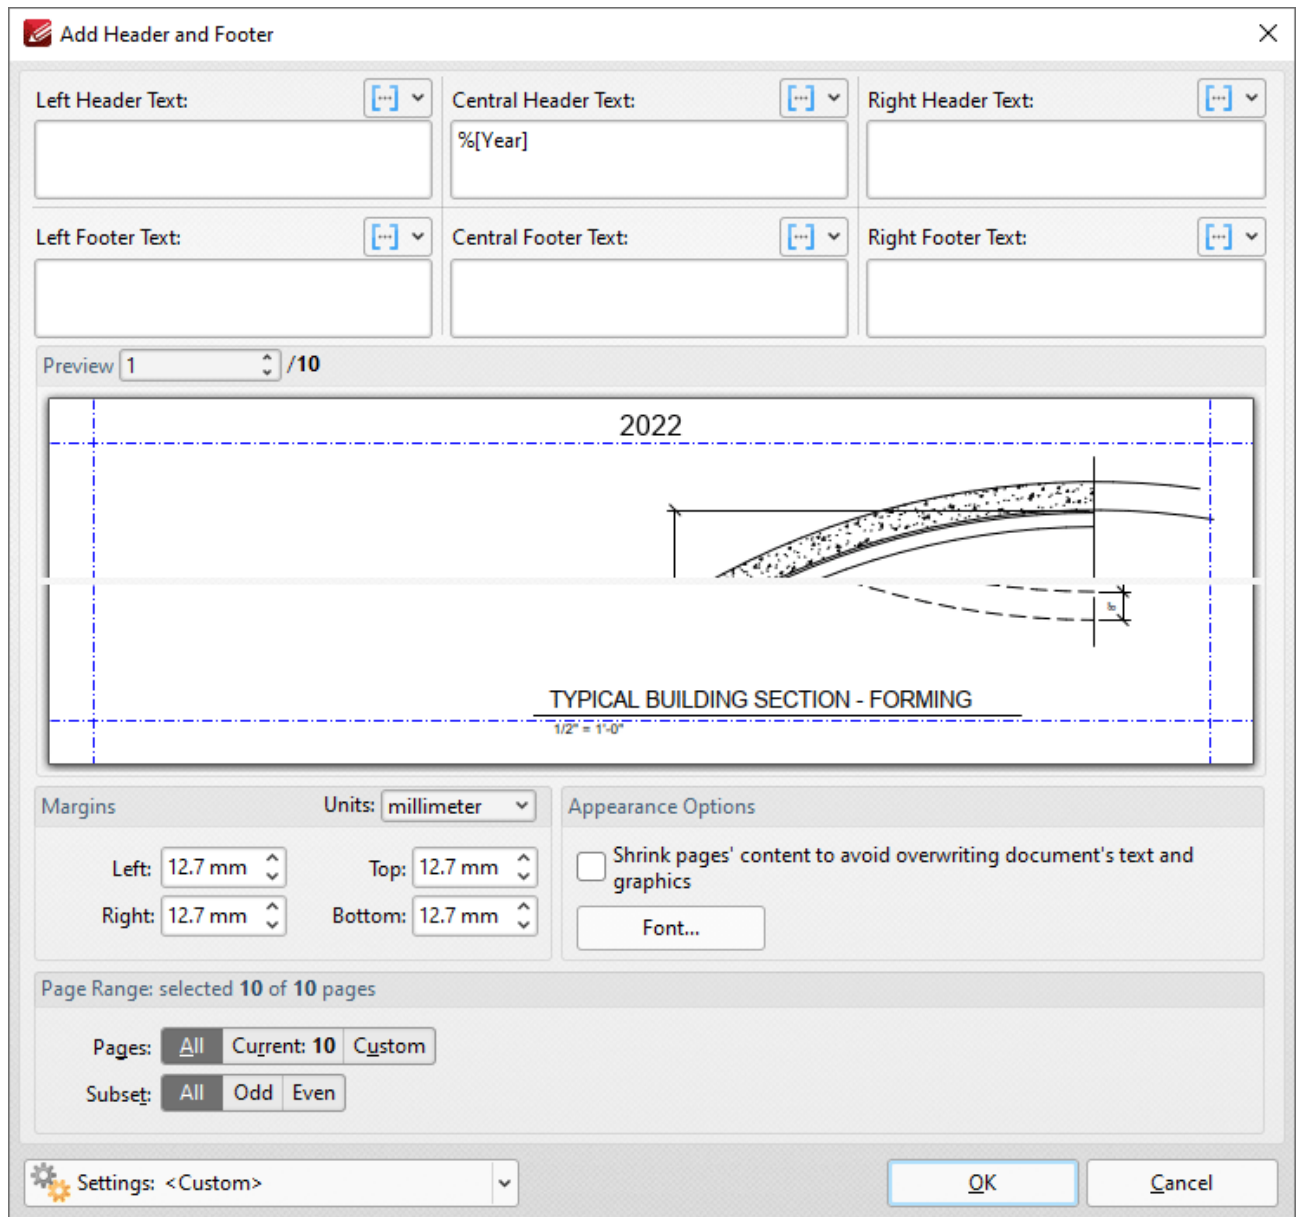 Add Header and Footer
Left Header Text:
Central Header Text:
Right Header Text:
%[Year]
Left Footer Text:
Central Footer Text:
Right Footer Text:
Preview 1 /10
2022
8"
TYPICAL BUILDING SECTION - FORMING
1/2" = 1'-0"
Margins
Units: millimeter
Appearance Options
Left: 12.7 mm
Top: 12.7 mm
Shrink pages' content to avoid overwriting document's text and
graphics
Right: 12.7 mm
Bottom: 12.7 mm
Font...
Page Range: selected 10 of 10 pages
Pages: All Current: 10 Custom
Subset: All Odd Even
Settings: <Custom>
OK
Cancel